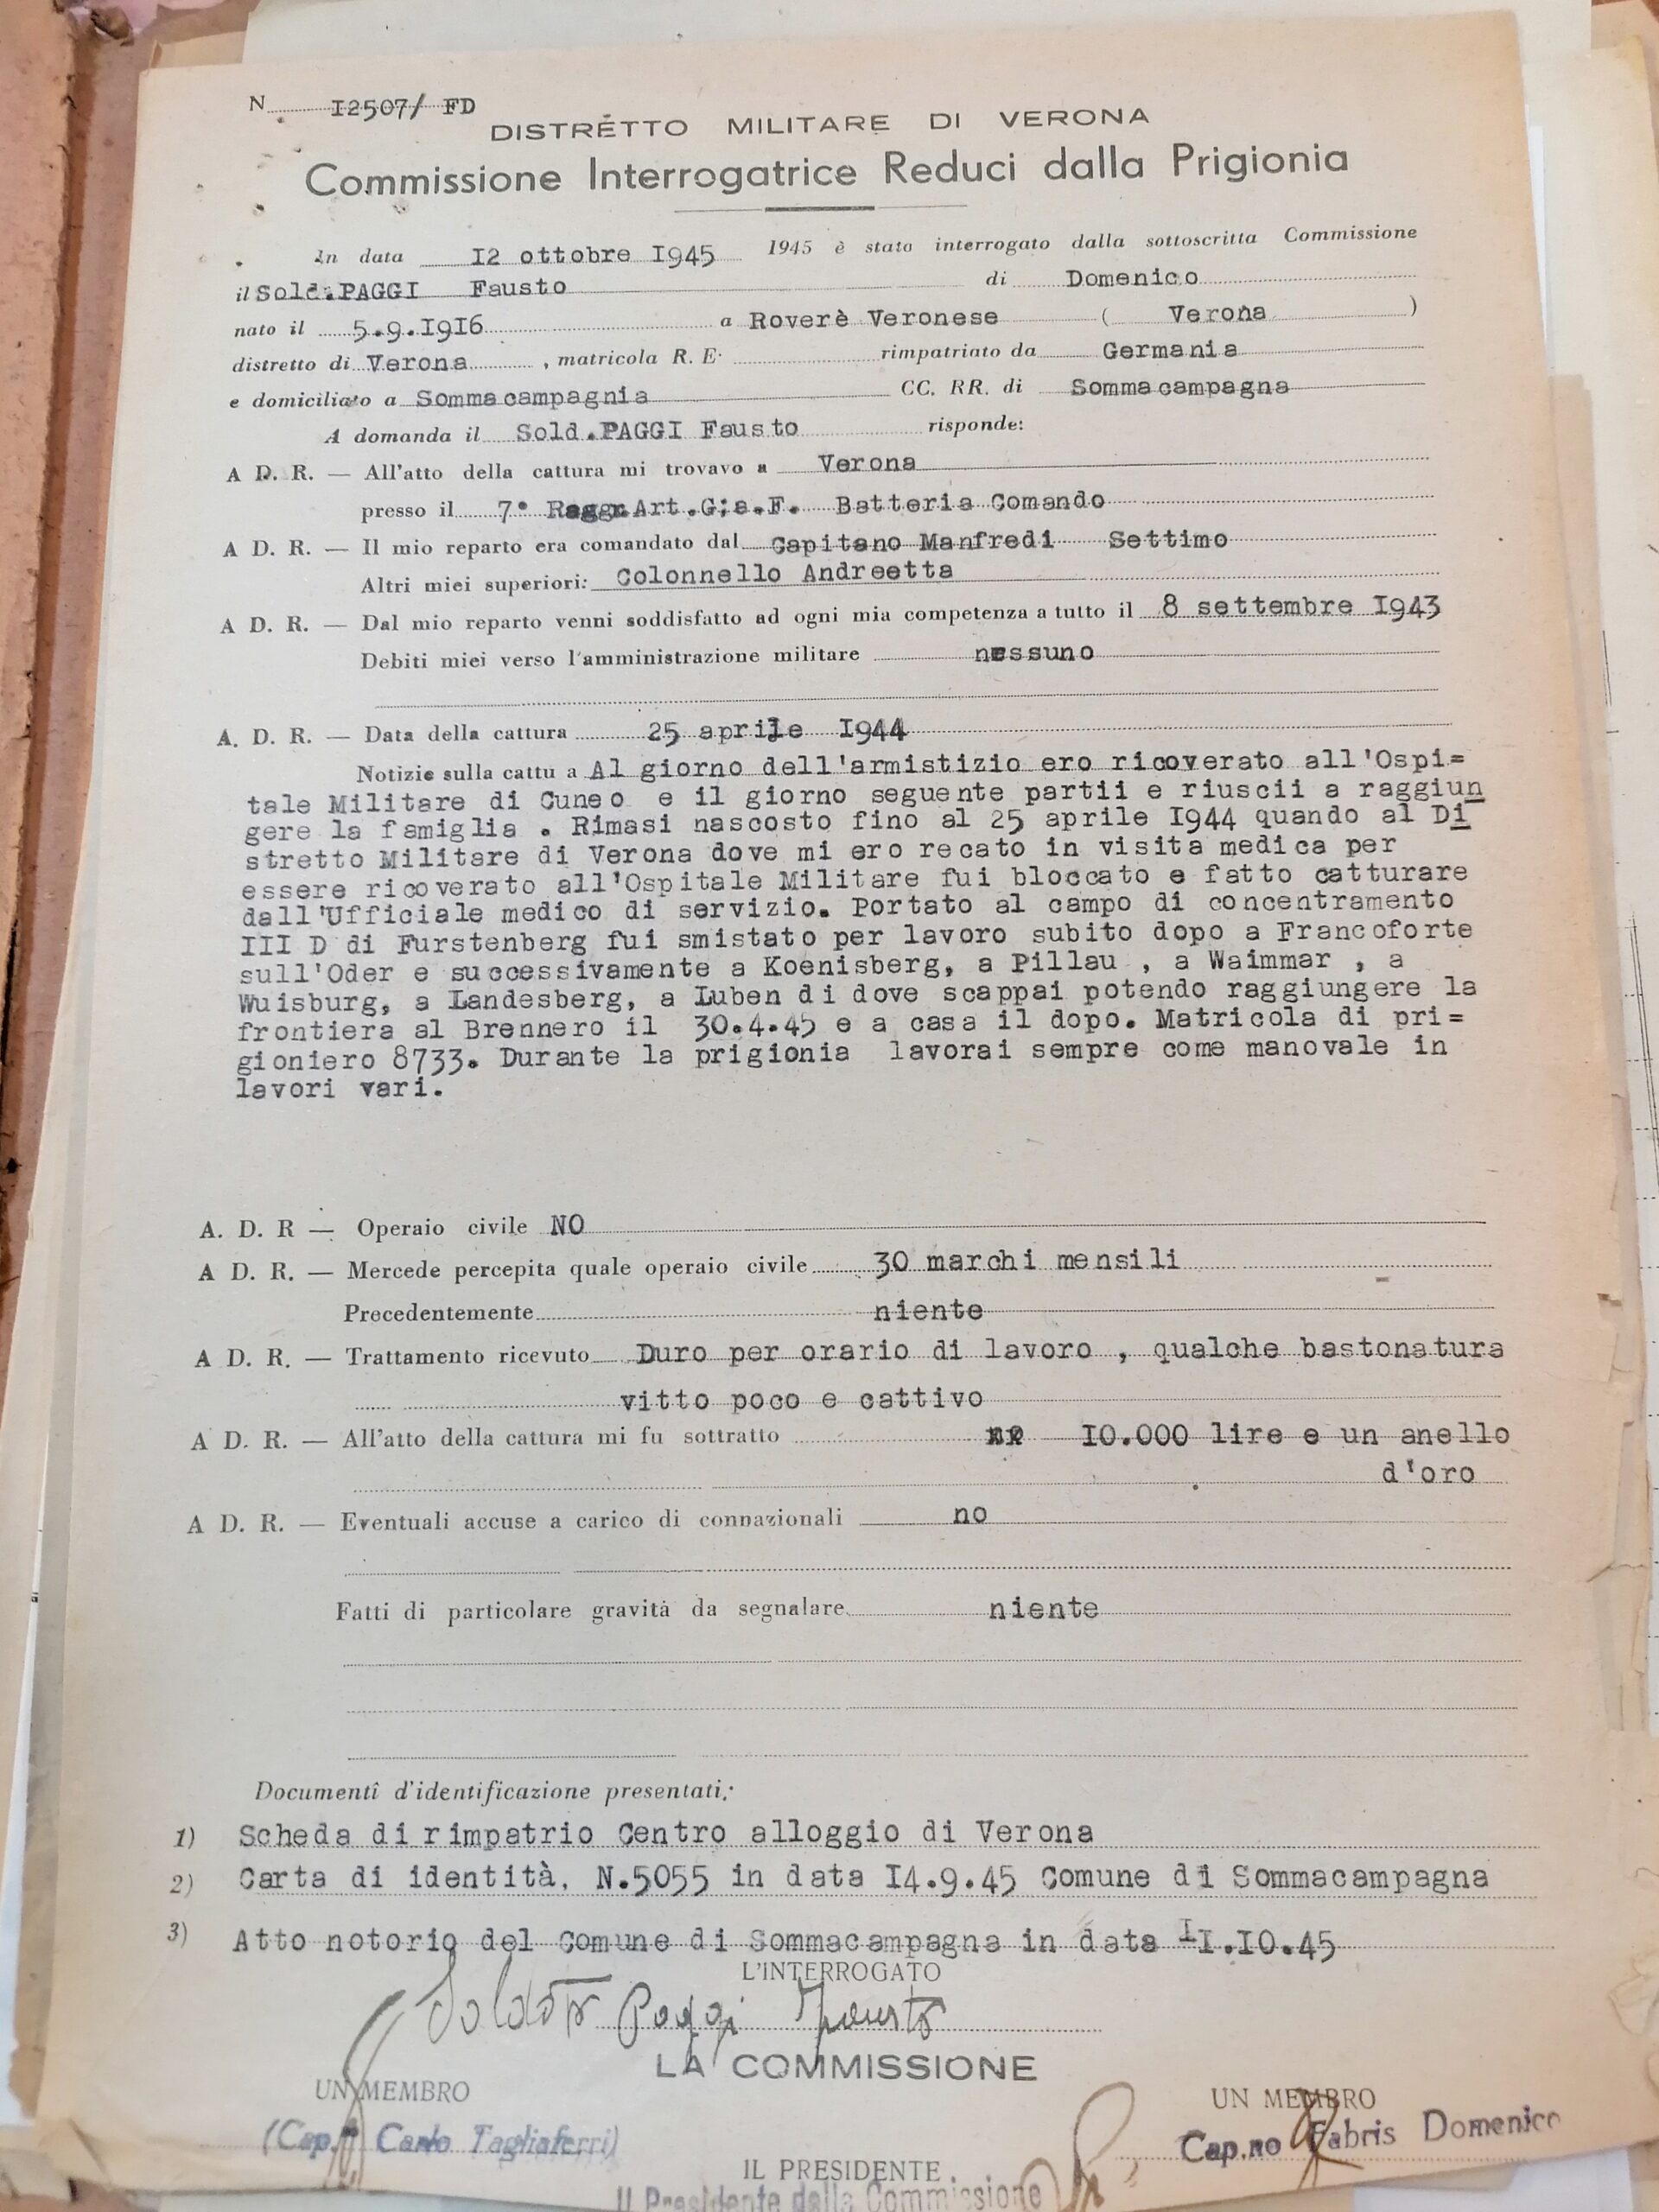 N. I2507/ FD
DISTRETTO MILITARE DI VERONA
Commissione Interrogatrice Reduci dalla Prigionia
In data I2 ottobre I945 1945 è stato interrogato dalla sottoscritta Commissione
il Sold.PAGGI Fausto di Domenico
nato il 5.9.I9I6 a Roverè Veronese ( Verona )
distretto di Verona , matricola R. E. rimpatriato da Germania
e domiciliato a Sommacampagnia CC. RR. di Sommacampagna
A domanda il Sold.PAGGI Fausto risponde:
A D. R. — All'atto della cattura mi trovavo a Verona
presso il 7° Raggr.Art.G;a.F. Batteria Comando
A D. R. — Il mio reparto era comandato dal Capitano Manfredi Settimo
Altri miei superiori: Colonnello Andreetta
A D. R. — Dal mio reparto venni soddisfatto ad ogni mia competenza a tutto il 8 settembre I943
Debiti miei verso l'amministrazione militare nessuno
A. D. R. — Data della cattura 25 aprile I944
Notizie sulla cattu a Al giorno dell'armistizio ero ricoverato all'Ospi=
tale Militare di Cuneo e il giorno seguente partii e riuscii a raggiun
gere la famiglia . Rimasi nascosto fino al 25 aprile I944 quando al Di
stretto Militare di Verona dove mi ero recato in visita medica per
essere ricoverato all'Ospitale Militare fui bloccato e fatto catturare
dall'Ufficiale medico di servizio. Portato al campo di concentramento
III D di Furstenberg fui smistato per lavoro subito dopo a Francoforte
sull'Oder e successivamente a Koenisberg, a Pillau , a Waimmar , a
Wuisburg, a Landesberg, a Luben di dove scappai potendo raggiungere la
frontiera al Brennero il 30.4.45 e a casa il dopo. Matricola di pri=
gioniero 8733. Durante la prigionia lavorai sempre come manovale in
lavori vari.
A. D. R — Operaio civile NO
A D. R. — Mercede percepita quale operaio civile 30 marchi mensili
Precedentemente niente
A D. R. — Trattamento ricevuto Duro per orario di lavoro , qualche bastonatura
vitto poco e cattivo
A D. R. — All'atto della cattura mi fu sottratto I0.000 lire e un anello
d'oro
A D. R. — Eventuali accuse a carico di connazionali no
Fatti di particolare gravità da segnalare niente
Documenti d'identificazione presentati:
1) Scheda di rimpatrio Centro alloggio di Verona
2) Carta di identità, N.5055 in data I4.9.45 Comune di Sommacampagna
3) Atto notorio del Comune di Sommacampagna in data II.I0.45
L'INTERROGATO
Soldato Paggi Fausto
LA COMMISSIONE
UN MEMBRO UN MEMBRO
(Cap. Carlo Tagliaferri) Cap.no Fabris Domenico
IL PRESIDENTE
Il Presidente della Commissione